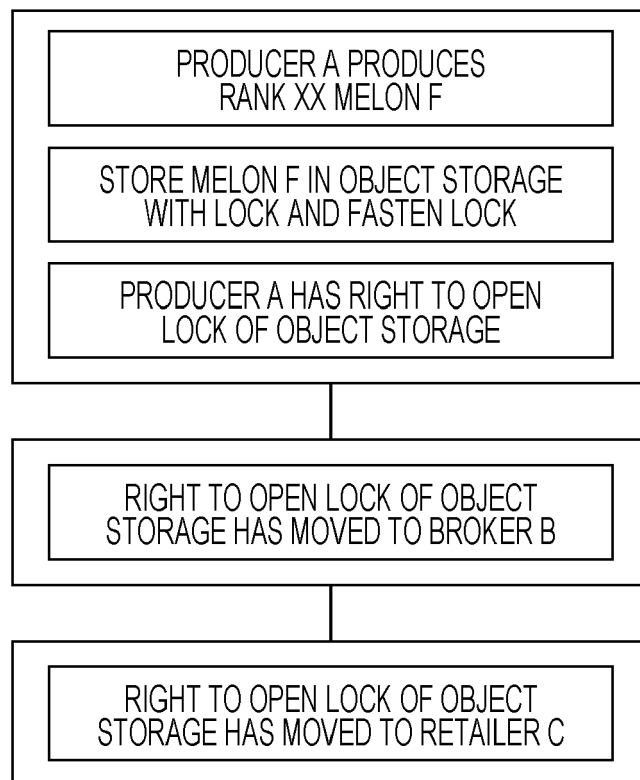 PRODUCER A PRODUCES
RANK XX MELON F
STORE MELON F IN OBJECT STORAGE
WITH LOCK AND FASTEN LOCK
PRODUCER A HAS RIGHT TO OPEN
LOCK OF OBJECT STORAGE
RIGHT TO OPEN LOCK OF OBJECT
STORAGE HAS MOVED TO BROKER B
RIGHT TO OPEN LOCK OF OBJECT
STORAGE HAS MOVED TO RETAILER C